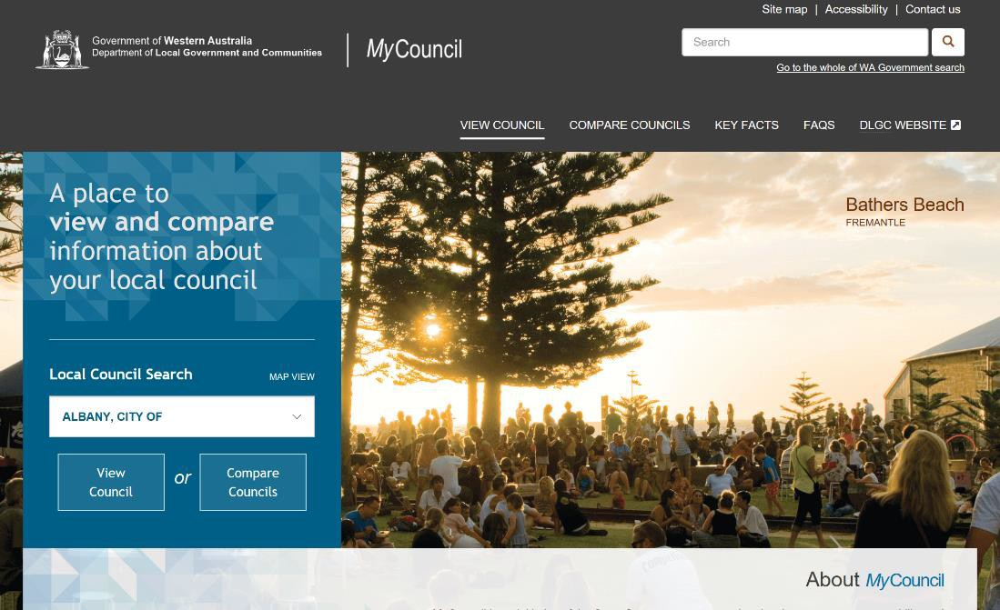 Site map | Accessibility | Contact us
Government of Western Australia
Department of Local Government and Communities
MyCouncil
Search
Go to the whole of WA Government search
VIEW COUNCIL COMPARE COUNCILS KEY FACTS FAQS DLGC WEBSITE
A place to
view and compare
information about
your local council
Bathers Beach
FREMANTLE
Local Council Search MAP VIEW
ALBANY, CITY OF
View
Council
or
Compare
Councils
About MyCouncil